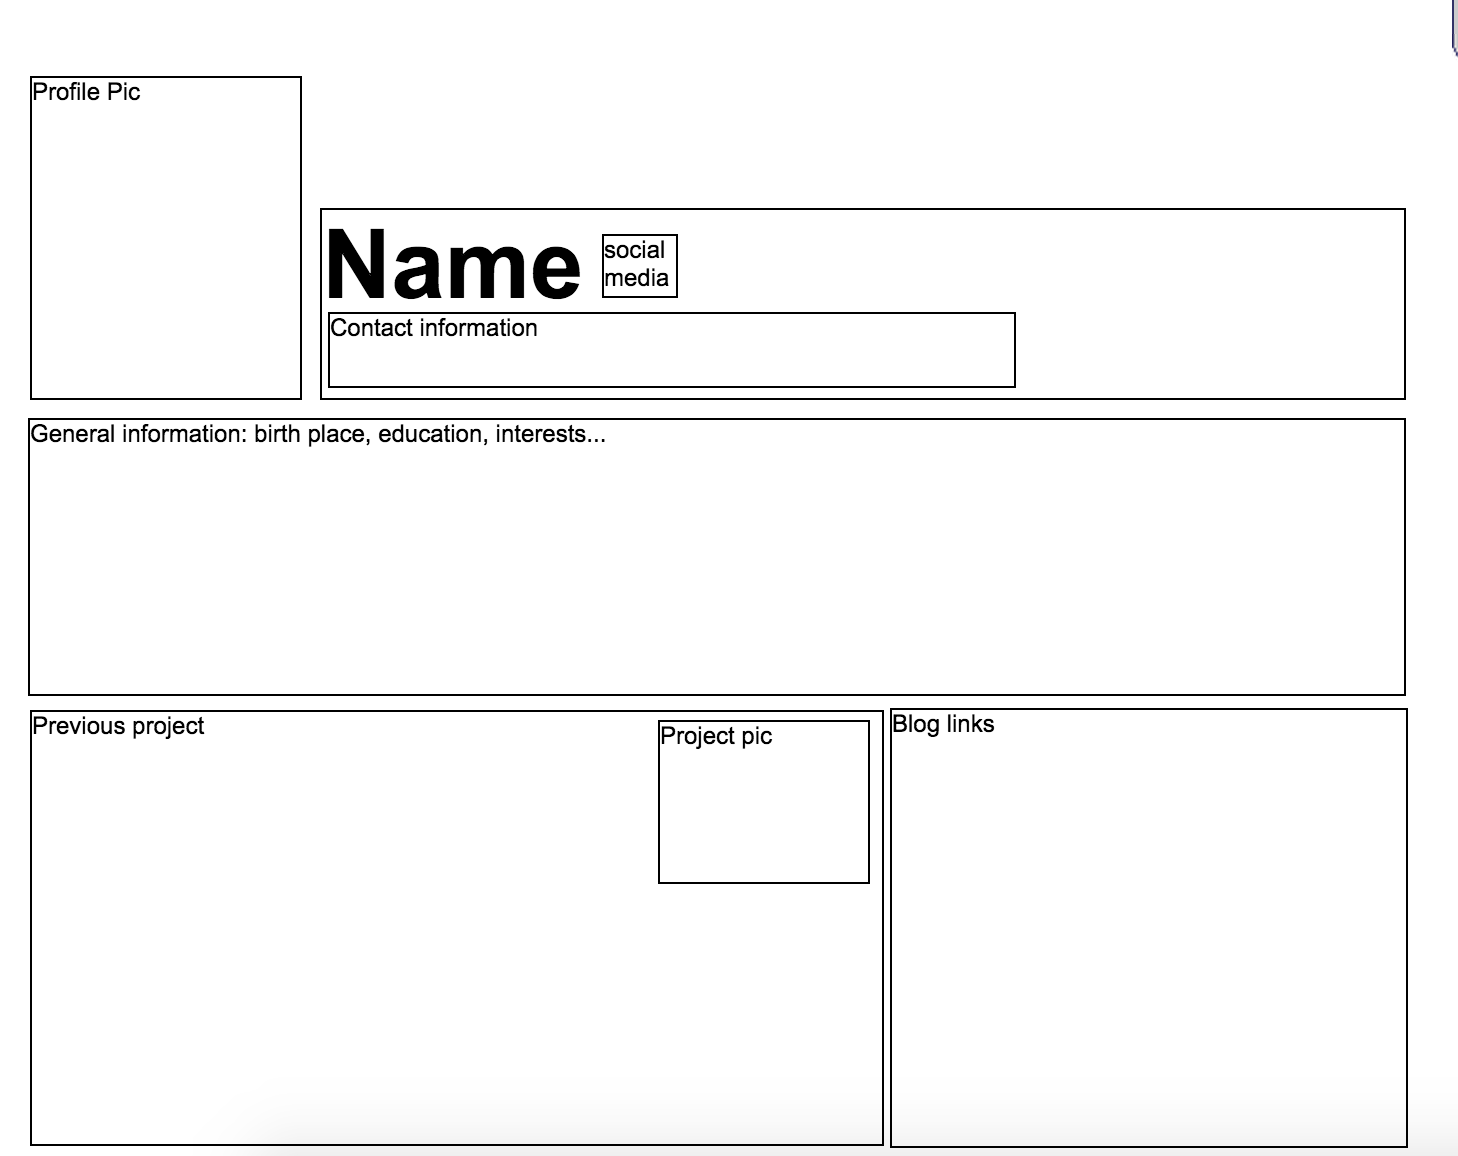 Profile Pic
Name
social
media
Contact information
General information: birth place, education, interests...
Previous project
Project pic
Blog links